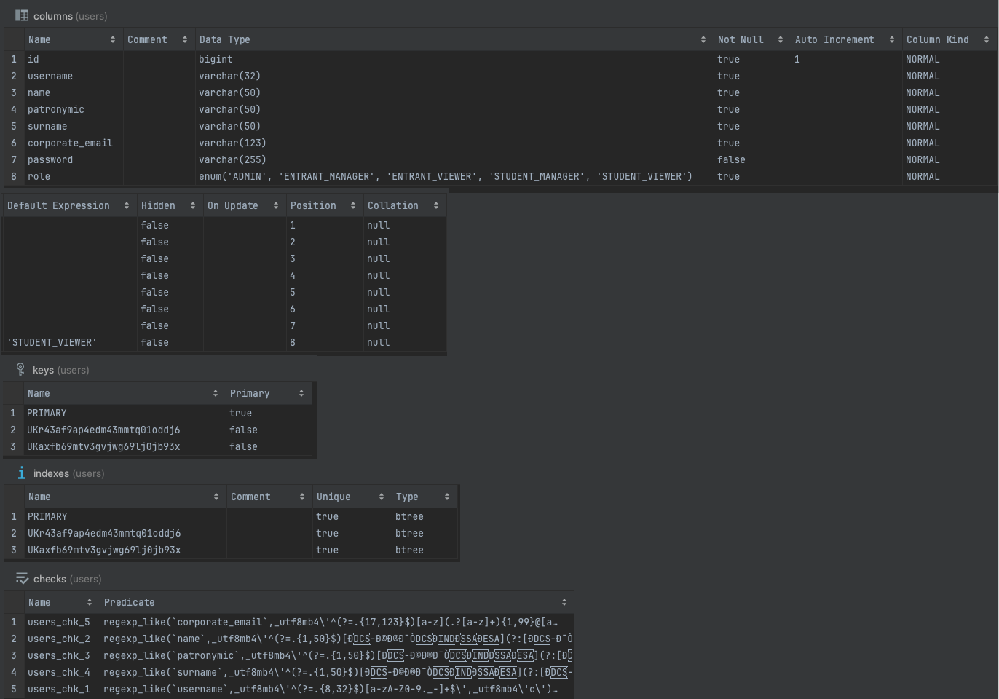 columns (users)
Name Comment Data Type Not Null Auto Increment Column Kind
1 id bigint true 1 NORMAL
2 username varchar(32) true NORMAL
3 name varchar(50) true NORMAL
4 patronymic varchar(50) true NORMAL
5 surname varchar(50) true NORMAL
6 corporate_email varchar(123) true NORMAL
7 password varchar(255) false NORMAL
8 role enum('ADMIN', 'ENTRANT_MANAGER', 'ENTRANT_VIEWER', 'STUDENT_MANAGER', 'STUDENT_VIEWER') true NORMAL
Default Expression Hidden On Update Position Collation
false 1 null
false 2 null
false 3 null
false 4 null
false 5 null
false 6 null
false 7 null
'STUDENT_VIEWER' false 8 null
keys (users)
Name Primary
1 PRIMARY true
2 UKr43af9ap4edm43mmtq01oddj6 false
3 UKaxfb69mtv3gvjwg69lj0jb93x false
indexes (users)
Name Comment Unique Type
1 PRIMARY true btree
2 UKr43af9ap4edm43mmtq01oddj6 true btree
3 UKaxfb69mtv3gvjwg69lj0jb93x true btree
checks (users)
Name Predicate
1 users_chk_5 regexp_like(`corporate_email`,_utf8mb4\'^(?=.{17,123}$)[a-z](.?[a-z]+){1,99}@[a…
2 users_chk_2 regexp_like(`name`,_utf8mb4\'^(?=.{1,50}$)[ÐDCS-Ð©Ð®Ð¯ÒDCSÐINDÐSSAÐESA](?:[ÐDCS-Ð¯Ò
3 users_chk_3 regexp_like(`patronymic`,_utf8mb4\'^(?=.{1,50}$)[ÐDCS-Ð©Ð®Ð¯ÒDCSÐINDÐSSAÐESA](?:[Ð
4 users_chk_4 regexp_like(`surname`,_utf8mb4\'^(?=.{1,50}$)[ÐDCS-Ð©Ð®Ð¯ÒDCSÐINDÐSSAÐESA](?:[ÐDCS-
5 users_chk_1 regexp_like(`username`,_utf8mb4\'^(?=.{8,32}$)[a-zA-Z0-9._-]+$\',_utf8mb4\'c\')…